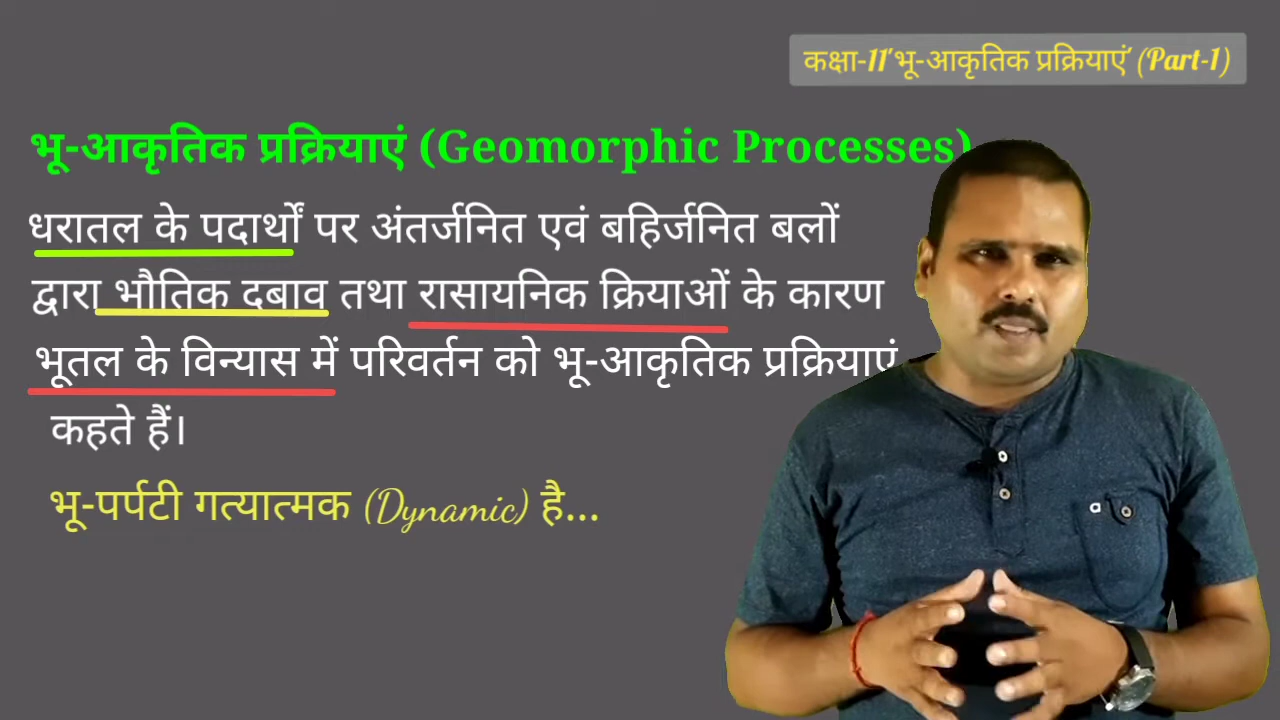 कक्षा-11'भू-आकृतिक प्रक्रियाएं' (Part-1)
भू-आकृतिक प्रक्रियाएं (Geomorphic Processes)
धरातल के पदार्थों पर अंतर्जनित एवं बहिर्जनित बलों
द्वारा भौतिक दबाव तथा रासायनिक क्रियाओं के कारण
भूतल के विन्यास में परिवर्तन को भू-आकृतिक प्रक्रियाएं
कहते हैं।
भू-पर्पटी गत्यात्मक (Dynamic) है...